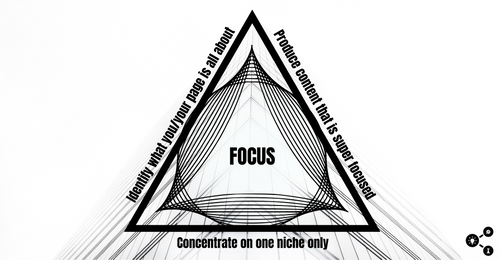 Identify what you/your page is all about
Produce content that is super focused
FOCUS
Concentrate on one niche only